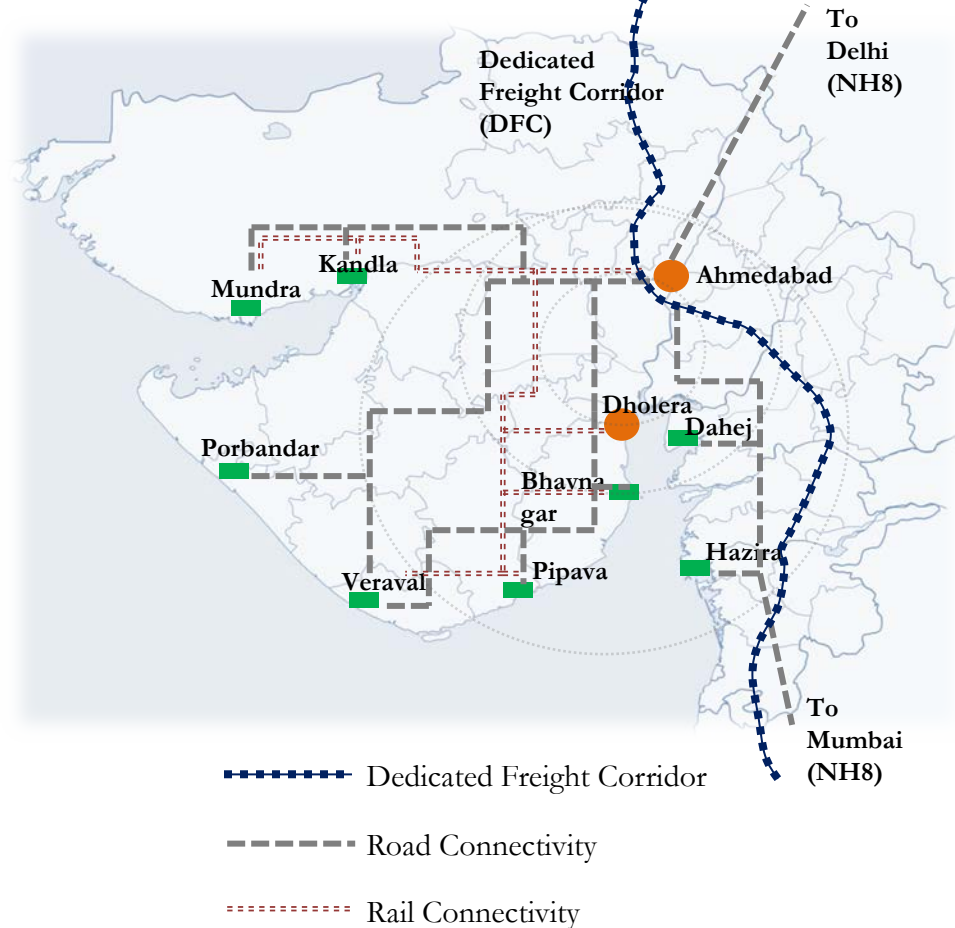 To
Delhi
(NH8)
Dedicated
Freight Corridor
(DFC)
Kandla
Mundra
Ahmedabad
Dholera
Dahej
Porbandar
Bhavna
gar
Hazira
Veraval
Pipava
To
Mumbai
(NH8)
Dedicated Freight Corridor
Road Connectivity
Rail Connectivity